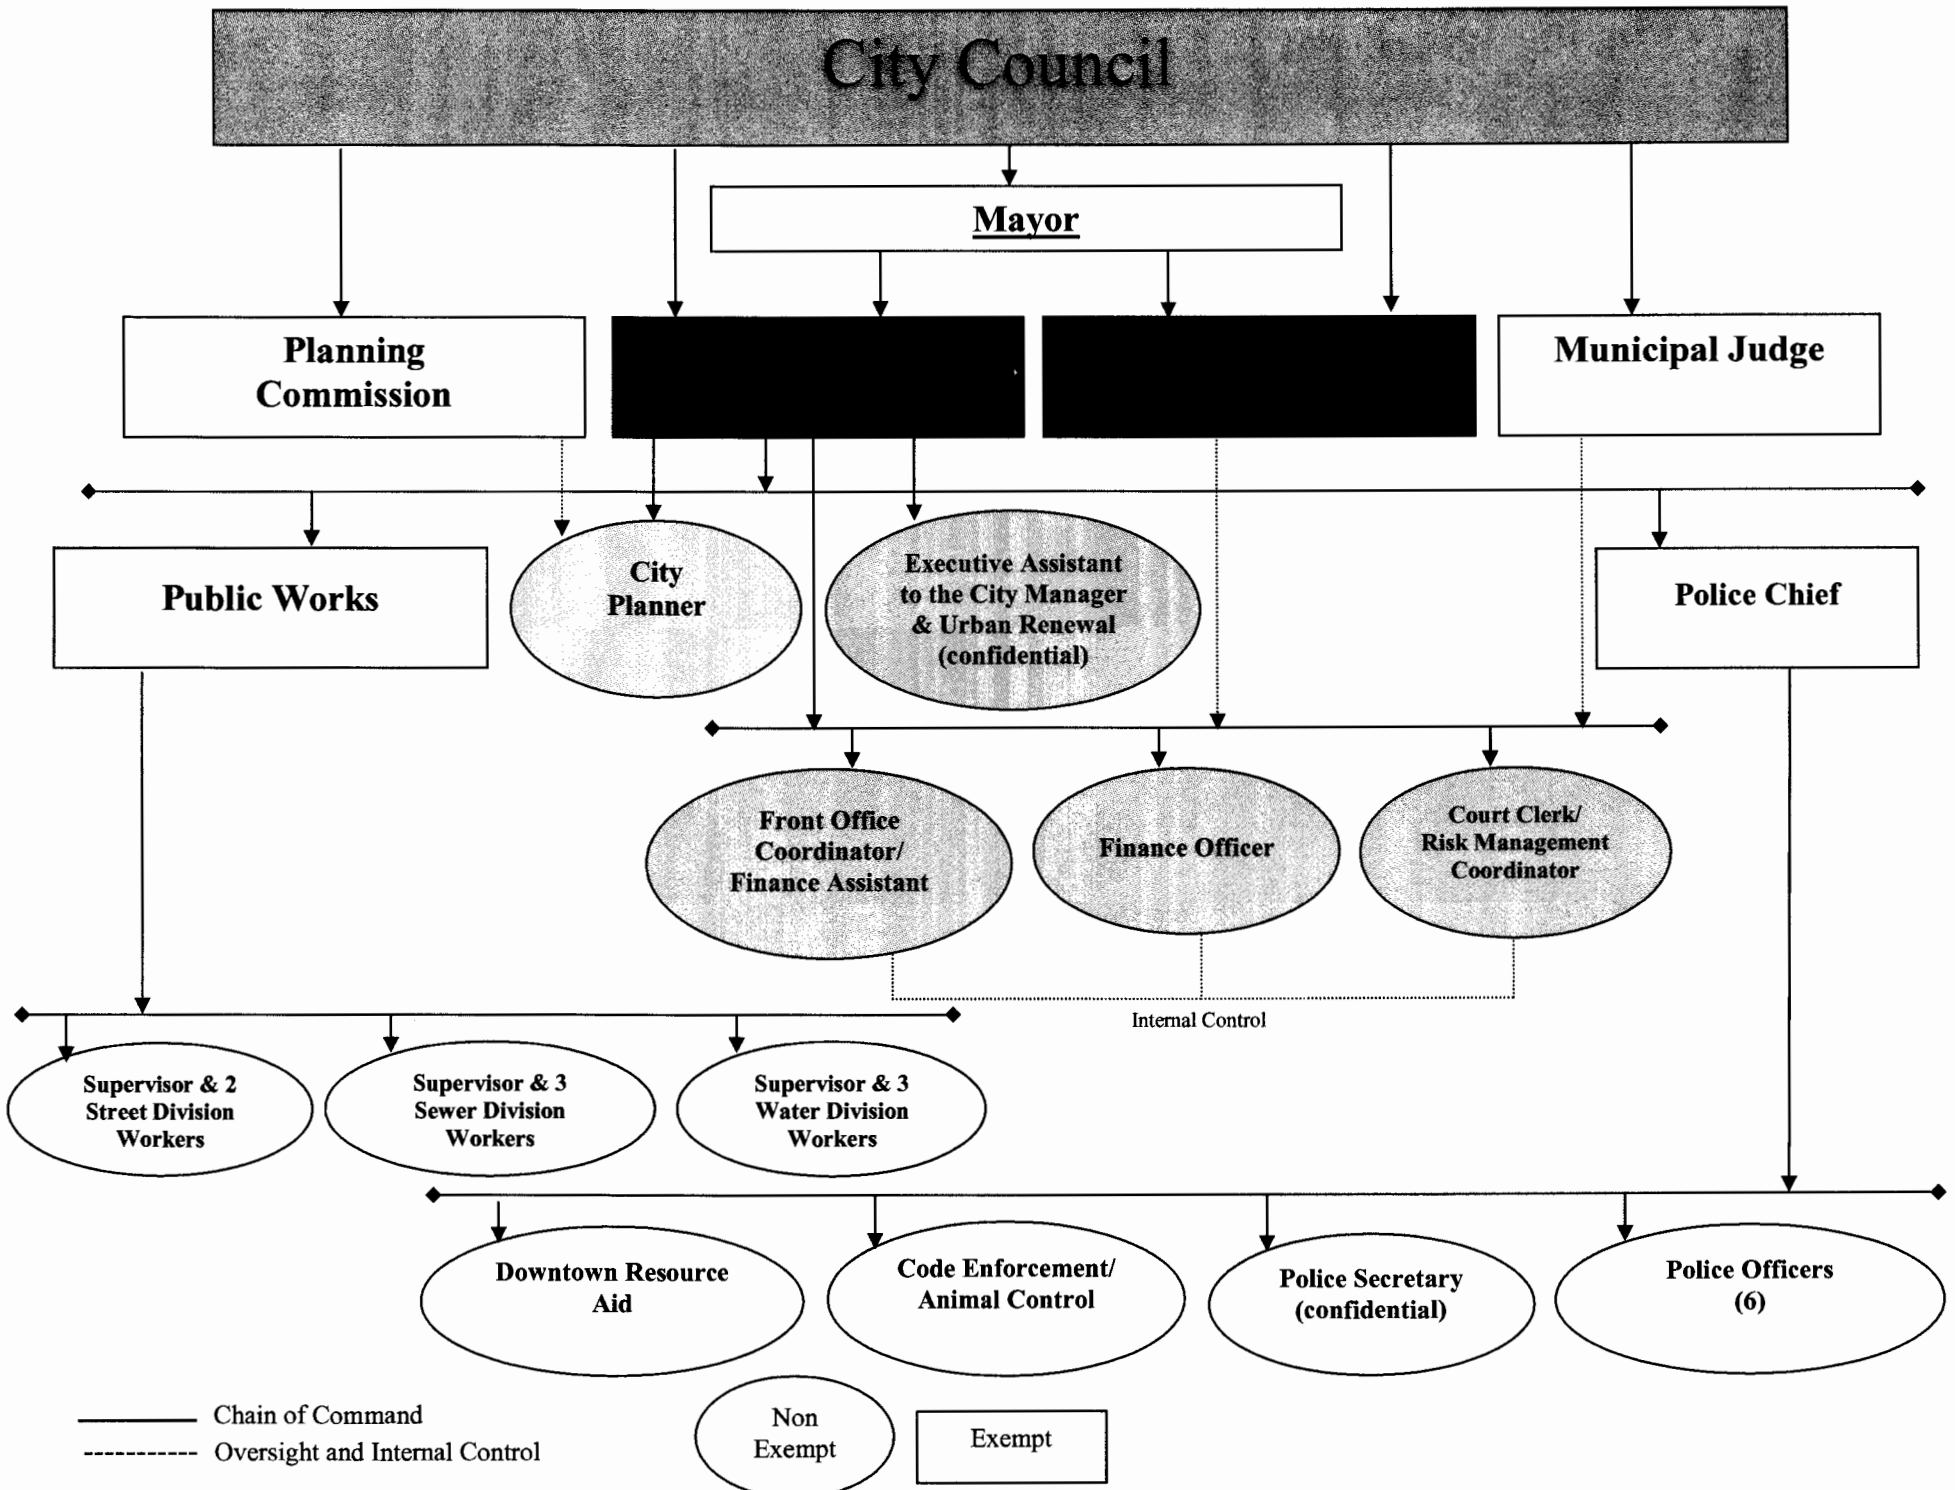 City Council
Mayor
Planning
Commission
Municipal Judge
Public Works
City
Planner
Executive Assistant
to the City Manager
& Urban Renewal
(confidential)
Police Chief
Front Office
Coordinator/
Finance Assistant
Finance Officer
Court Clerk/
Risk Management
Coordinator
Internal Control
Supervisor & 2
Street Division
Workers
Supervisor & 3
Sewer Division
Workers
Supervisor & 3
Water Division
Workers
Downtown Resource
Aid
Code Enforcement/
Animal Control
Police Secretary
(confidential)
Police Officers
(6)
Chain of Command
Oversight and Internal Control
Non
Exempt
Exempt